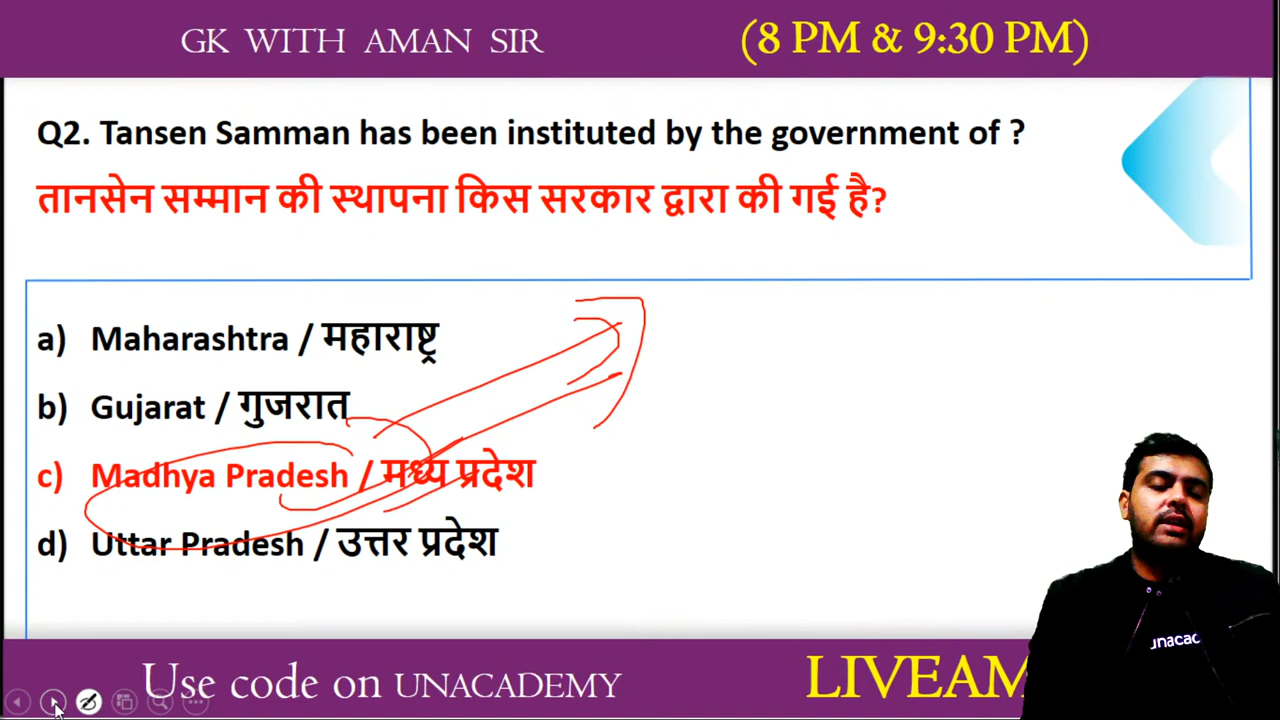 GK WITH AMAN SIR (8 PM & 9:30 PM)
Q2. Tansen Samman has been instituted by the government of ?
तानसेन सम्मान की स्थापना किस सरकार द्वारा की गई है?
a) Maharashtra / महाराष्ट्र
b) Gujarat / गुजरात
c) Madhya Pradesh / मध्य प्रदेश
d) Uttar Pradesh / उत्तर प्रदेश
Use code on UNACADEMY LIVEAM